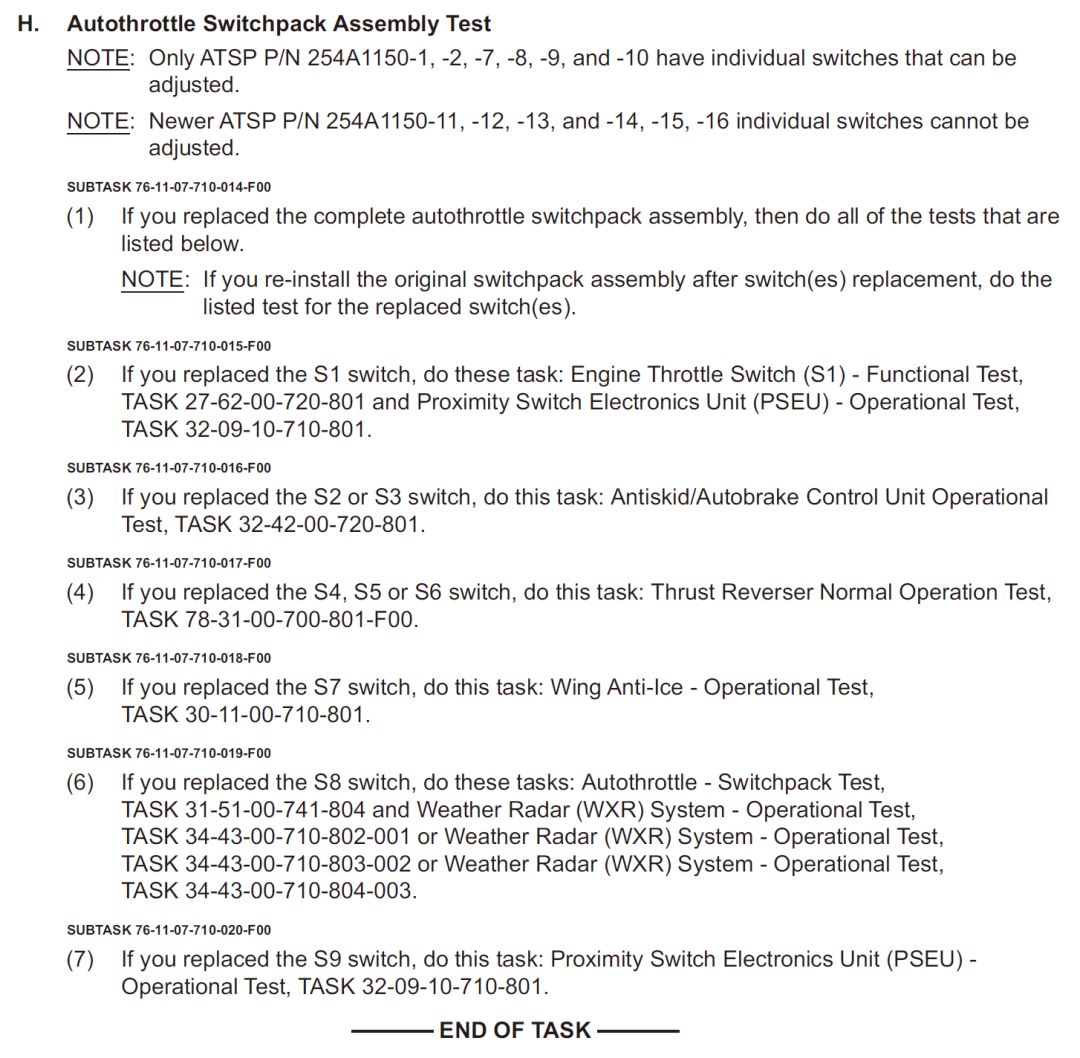 H. Autothrottle Switchpack Assembly Test
NOTE: Only ATSP P/N 254A1150-1, -2, -7, -8, -9, and -10 have individual switches that can be
adjusted.
NOTE: Newer ATSP P/N 254A1150-11, -12, -13, and -14, -15, -16 individual switches cannot be
adjusted.
SUBTASK 76-11-07-710-014-F00
(1) If you replaced the complete autothrottle switchpack assembly, then do all of the tests that are
listed below.
NOTE: If you re-install the original switchpack assembly after switch(es) replacement, do the
listed test for the replaced switch(es).
SUBTASK 76-11-07-710-015-F00
(2) If you replaced the S1 switch, do these task: Engine Throttle Switch (S1) - Functional Test,
TASK 27-62-00-720-801 and Proximity Switch Electronics Unit (PSEU) - Operational Test,
TASK 32-09-10-710-801.
SUBTASK 76-11-07-710-016-F00
(3) If you replaced the S2 or S3 switch, do this task: Antiskid/Autobrake Control Unit Operational
Test, TASK 32-42-00-720-801.
SUBTASK 76-11-07-710-017-F00
(4) If you replaced the S4, S5 or S6 switch, do this task: Thrust Reverser Normal Operation Test,
TASK 78-31-00-700-801-F00.
SUBTASK 76-11-07-710-018-F00
(5) If you replaced the S7 switch, do this task: Wing Anti-Ice - Operational Test,
TASK 30-11-00-710-801.
SUBTASK 76-11-07-710-019-F00
(6) If you replaced the S8 switch, do these tasks: Autothrottle - Switchpack Test,
TASK 31-51-00-741-804 and Weather Radar (WXR) System - Operational Test,
TASK 34-43-00-710-802-001 or Weather Radar (WXR) System - Operational Test,
TASK 34-43-00-710-803-002 or Weather Radar (WXR) System - Operational Test,
TASK 34-43-00-710-804-003.
SUBTASK 76-11-07-710-020-F00
(7) If you replaced the S9 switch, do this task: Proximity Switch Electronics Unit (PSEU) -
Operational Test, TASK 32-09-10-710-801.
END OF TASK